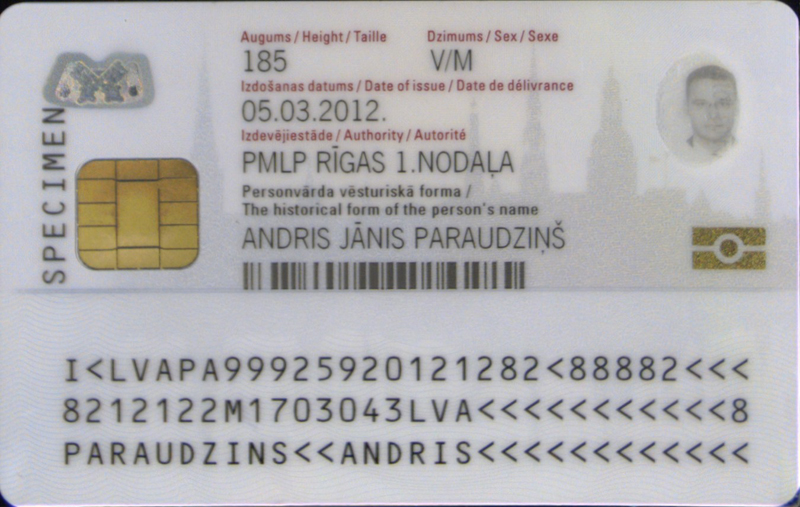 SPECIMEN
Augums / Height / Taille Dzimums / Sex / Sexe
185 V/M
Izdošanas datums / Date of issue / Date de délivrance
05.03.2012.
Izdevējiestāde / Authority / Autorité
PMLP RĪGAS 1.NODAĻA
Personvārda vēsturiskā forma /
The historical form of the person's name
ANDRIS JĀNIS PARAUDZIŅŠ
I<LVAPA999259201​21282<88882<<<
8212122M1703043LVA<<<<<<<<<<<8
PARAUDZINS<<ANDRIS<<<<<<<<<<<<